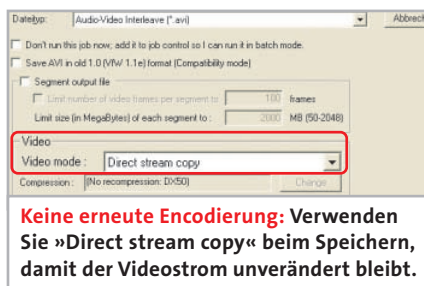 Dateityp: Audio-Video Interleave (*.avi) Abbrech
Don't run this job now; add it to job control so I can run it in batch mode.
Save AVI in old 1.0 (VfW 1.1e) format (Compatibility mode)
Segment output file
Limit number of video frames per segment to 100 frames
Limit size (in MegaBytes) of each segment to : 2000 MB (50-2048)
Video
Video mode : Direct stream copy
Compression : (No recompression: DX50) Change
Keine erneute Encodierung: Verwenden
Sie »Direct stream copy« beim Speichern,
damit der Videostrom unverändert bleibt.